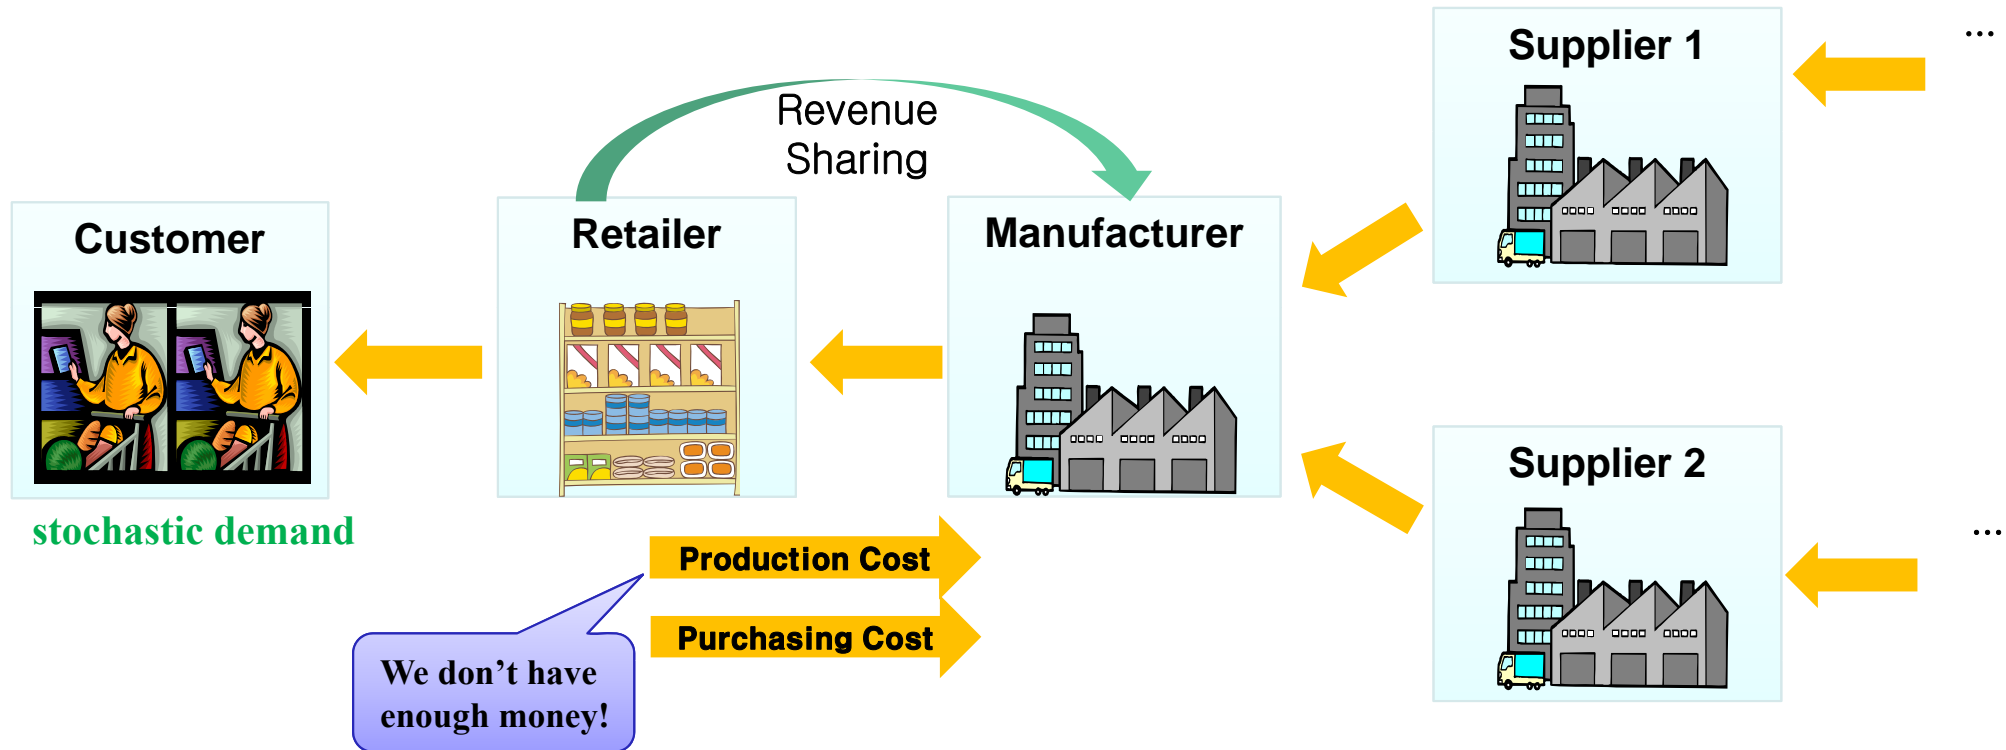 Supplier 1
...
Revenue
Sharing
Customer
Retailer
Manufacturer
Supplier 2
stochastic demand
...
Production Cost
Purchasing Cost
We don't have
enough money!